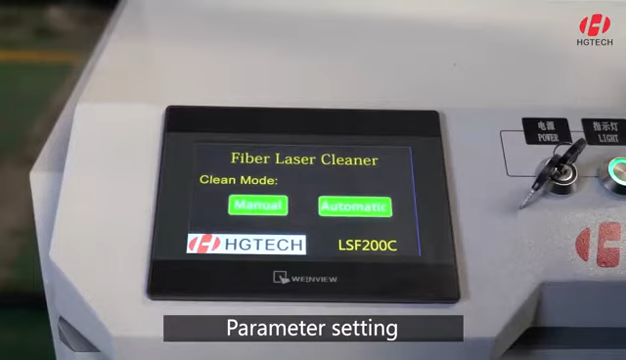 HGTECH
电源
POWER
指示灯
LIGHT
Fiber Laser Cleaner
Clean Mode:
Manual
Automatic
HGTECH
LSF200C
WEINVIEW
Parameter setting